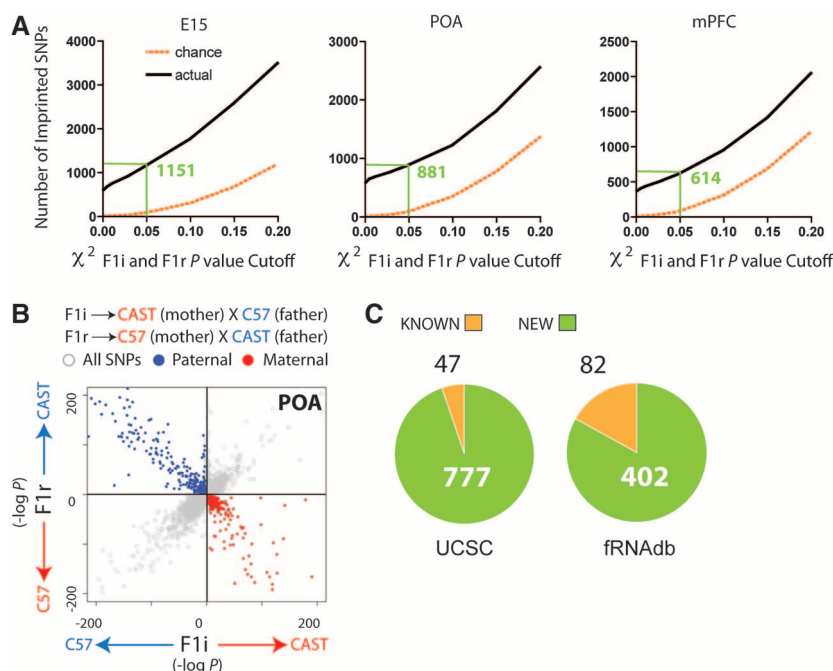 A
E15
POA
mPFC
Number of Imprinted SNPs
4000
3000
2000
1000
0
chance
actual
1151
0.00 0.05 0.10 0.15 0.20
χ² F1i and F1r P value Cutoff
3000
2000
1000
0
881
0.00 0.05 0.10 0.15 0.20
χ² F1i and F1r P value Cutoff
2500
2000
1500
1000
500
0
614
0.00 0.05 0.10 0.15 0.20
χ² F1i and F1r P value Cutoff
B
F1i → CAST (mother) X C57 (father)
F1r → C57 (mother) X CAST (father)
All SNPs Paternal Maternal
POA
CAST
F1r
(-log P)
C57
200
0
-200
-200 0 200
C57 F1i CAST
(-log P)
C
KNOWN NEW
47
777
UCSC
82
402
fRNAdb